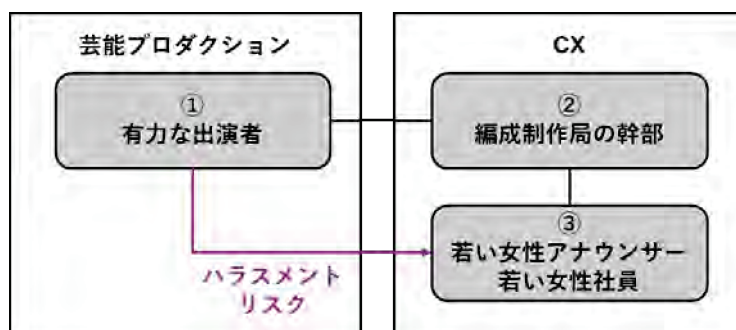 芸能プロダクション
CX
①
有力な出演者
②
編成制作局の幹部
③
若い女性アナウンサー
若い女性社員
ハラスメント
リスク